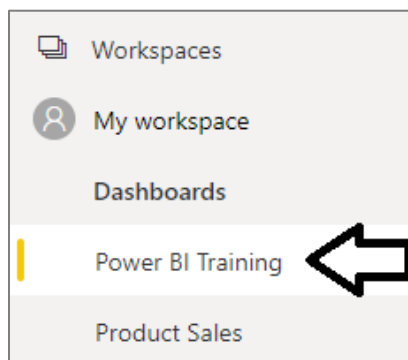 Workspaces
My workspace
Dashboards
Power BI Training
Product Sales